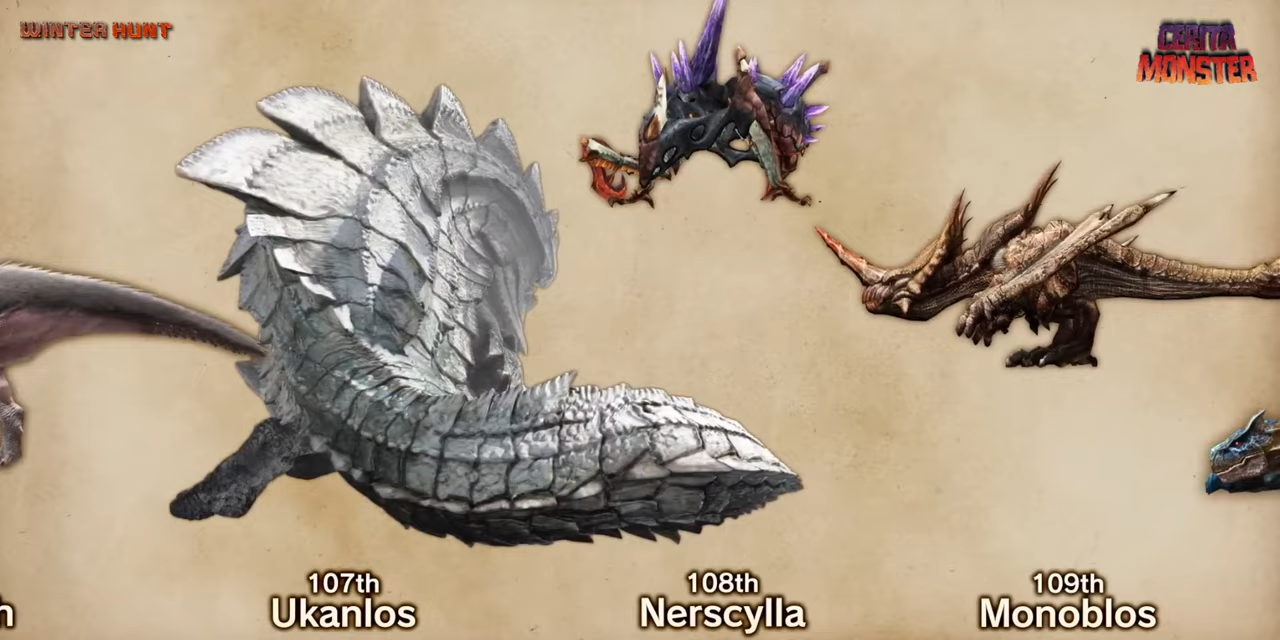 WINTER HUNT
CERITA
MONSTER
107th
Ukanlos
108th
Nerscylla
109th
Monoblos